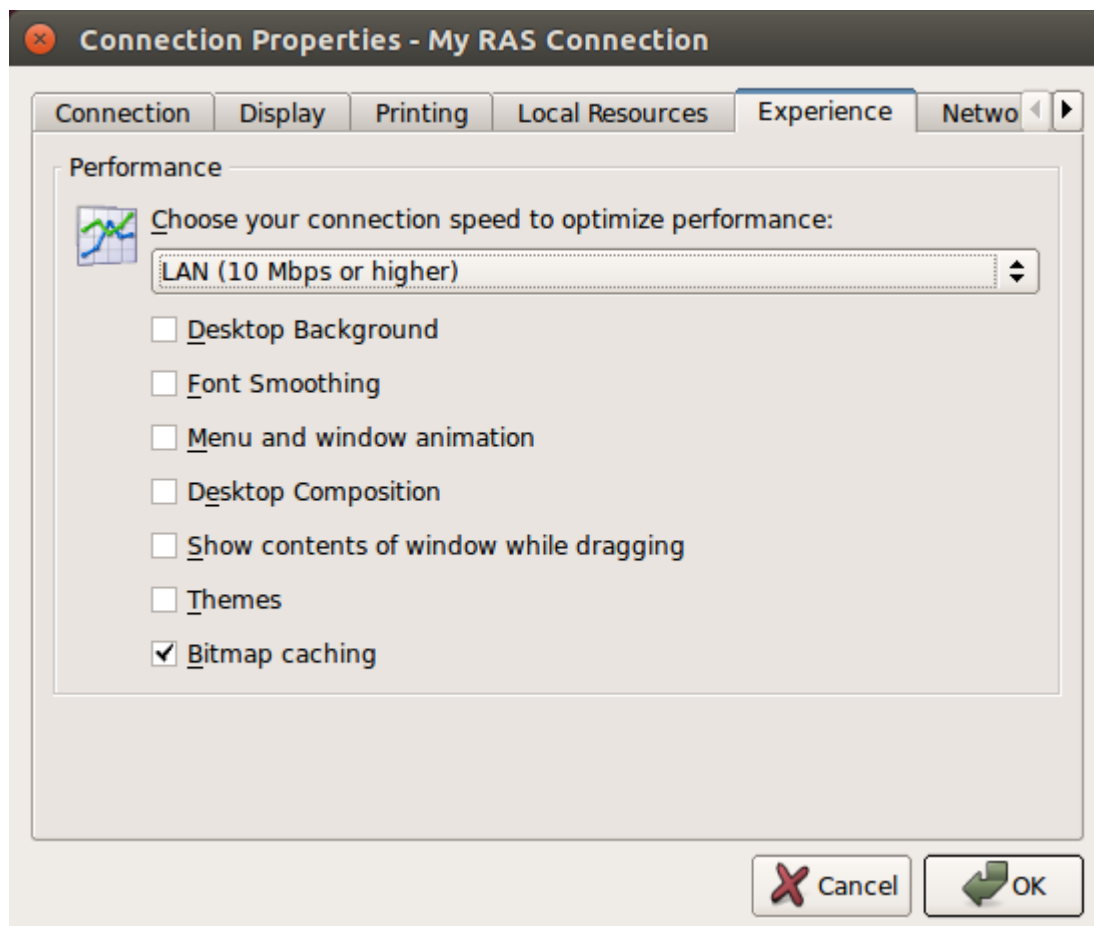 Connection Properties - My RAS Connection
Connection Display Printing Local Resources Experience Netwo
Performance
Choose your connection speed to optimize performance:
LAN (10 Mbps or higher)
Desktop Background
Font Smoothing
Menu and window animation
Desktop Composition
Show contents of window while dragging
Themes
Bitmap caching
Cancel OK